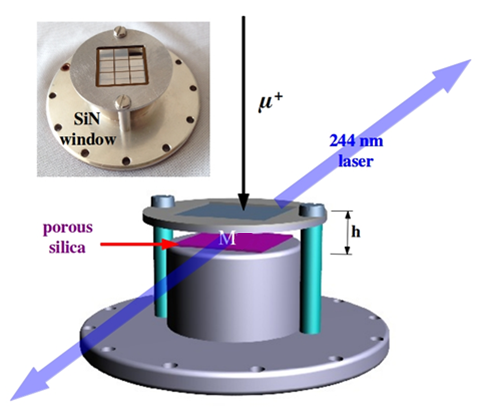 SiN
window
μ+
244 nm
laser
porous
silica
M
h